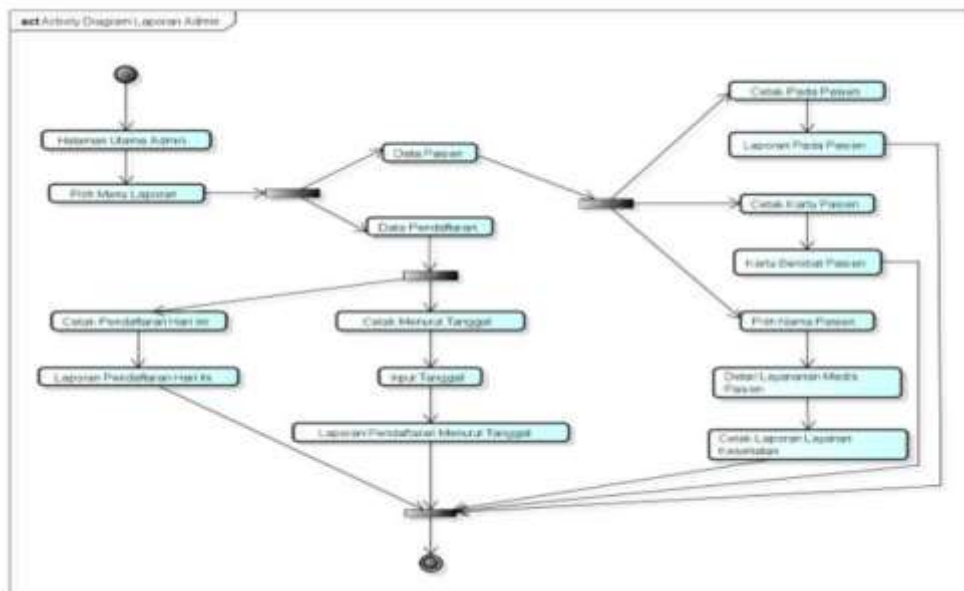 act Activity Diagram Laporan Admin
Halaman Utama Admin
Pilih Menu Laporan
Data Pasien
Data Pendaftaran
Cetak Pendaftaran Hari Ini
Laporan Pendaftaran Hari Ini
Cetak Menurut Tanggal
Input Tanggal
Laporan Pendaftaran Menurut Tanggal
Cetak Pada Pasien
Laporan Pada Pasien
Cetak Kartu Pasien
Kartu Berobat Pasien
Pilih Nama Pasien
Detail Layananan Medis
Pasien
Cetak Laporan Layanan
Kesehatan